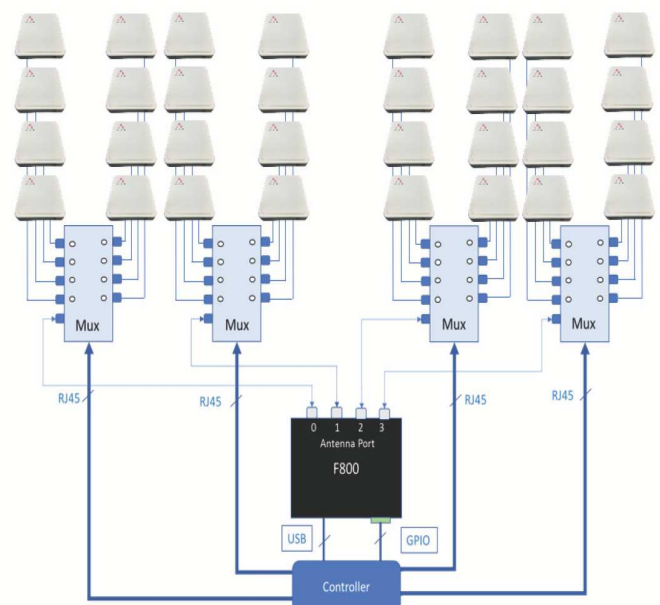 Mux
Mux
Mux
Mux
RJ45
RJ45
RJ45
RJ45
0 1 2 3
Antenna Port
F800
USB
GPIO
Controller